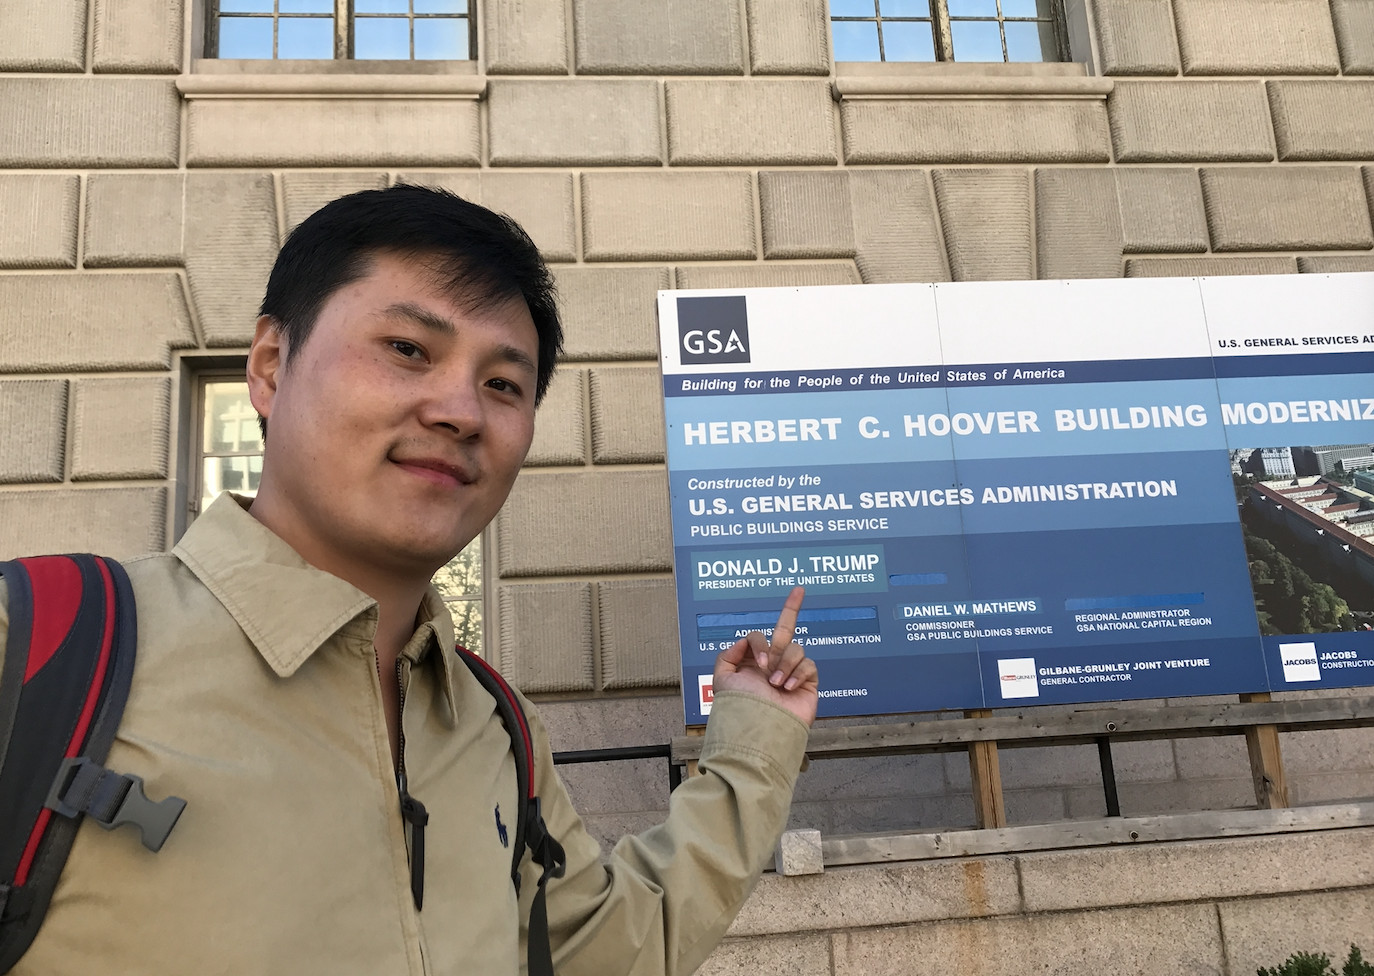 GSA
U.S. GENERAL SERVICES
Building for the People of the United States of America
HERBERT C. HOOVER BUILDING
Constructed by the
U.S. GENERAL SERVICES ADMINISTRATION
PUBLIC BUILDINGS SERVICE
DONALD J. TRUMP
PRESIDENT OF THE UNITED STATES
U.S. ADMINISTRATION
DANIEL W. MATHEWS
COMMISSIONER
GSA PUBLIC BUILDINGS SERVICE
REGIONAL ADMINISTRATOR
GSA NATIONAL CAPITAL REGION
ENGINEERING
GILBANE-GRUNLEY JOINT VENTURE
GENERAL CONTRACTOR
JACOBS
JACOBS